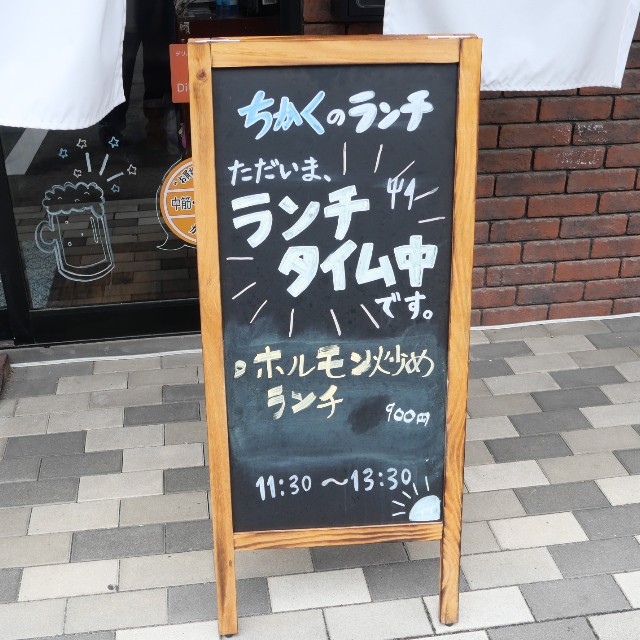 ちかくのランチ
ただいま、
ランチ
タイム中
です。
ホルモン炒め
ランチ
900円
11:30 〜 13:30